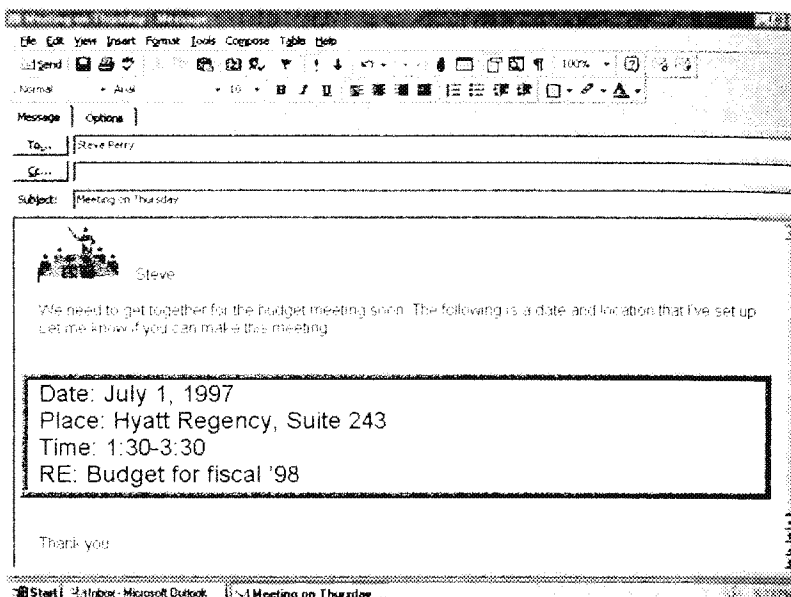 Meeting on Thursday - Message
File Edit View Insert Format Tools Compose Table Help
Send 100%
Normal Arial 10 B I U A
Message Options
To...
Steve Perry
Cc...
Subject: Meeting on Thursday
Steve
We need to get together for the budget meeting soon. The following is a date and location that I've set up.
Let me know if you can make this meeting.
Date: July 1, 1997
Place: Hyatt Regency, Suite 243
Time: 1:30-3:30
RE: Budget for fiscal '98
Thank you
Start Inbox - Microsoft Outlook Meeting on Thursday